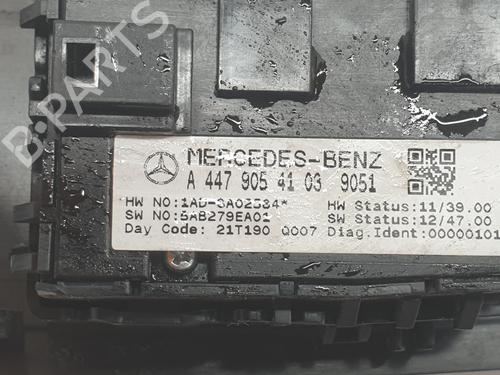 B-PARTS
MERCEDES-BENZ
A 447 905 41 03 9051
HW NO:1AD-3A02534* HW Status:11/39.00
SW NO:5AB279EA01 SW Status:12/47.00
Day Code: 21T190 Q007 Diag.Ident:00000101